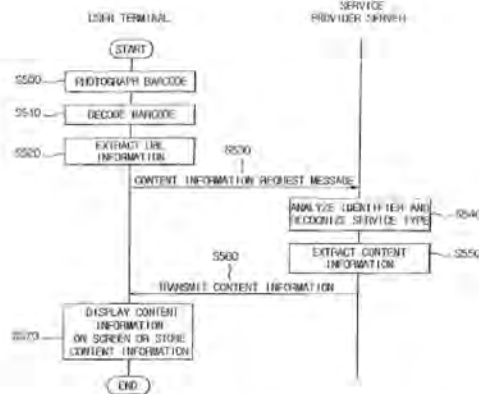 USER TERMINAL
SERVICE
PROVIDER SERVER
START
S500
PHOTOGRAPH BARCODE
S510
DECODE BARCODE
S520
EXTRACT URL
INFORMATION
S530
CONTENT INFORMATION REQUEST MESSAGE
ANALYZE IDENTIFIER AND
RECOGNIZE SERVICE TYPE
S540
EXTRACT CONTENT
INFORMATION
S550
S560
TRANSMIT CONTENT INFORMATION
DISPLAY CONTENT
INFORMATION
ON SCREEN OR STORE
CONTENT INFORMATION
S570
END